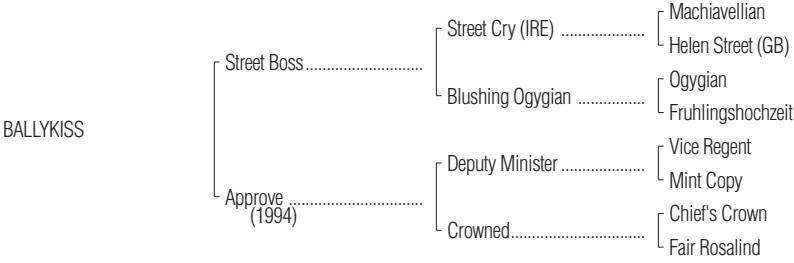 Machiavellian
Street Cry (IRE) ....................
Helen Street (GB)
Street Boss............................
Ogygian
Blushing Ogygian ................
Fruhlingshochzeit
BALLYKISS
Vice Regent
Deputy Minister ....................
Mint Copy
Approve ................................
(1994)
Chief's Crown
Crowned................................
Fair Rosalind